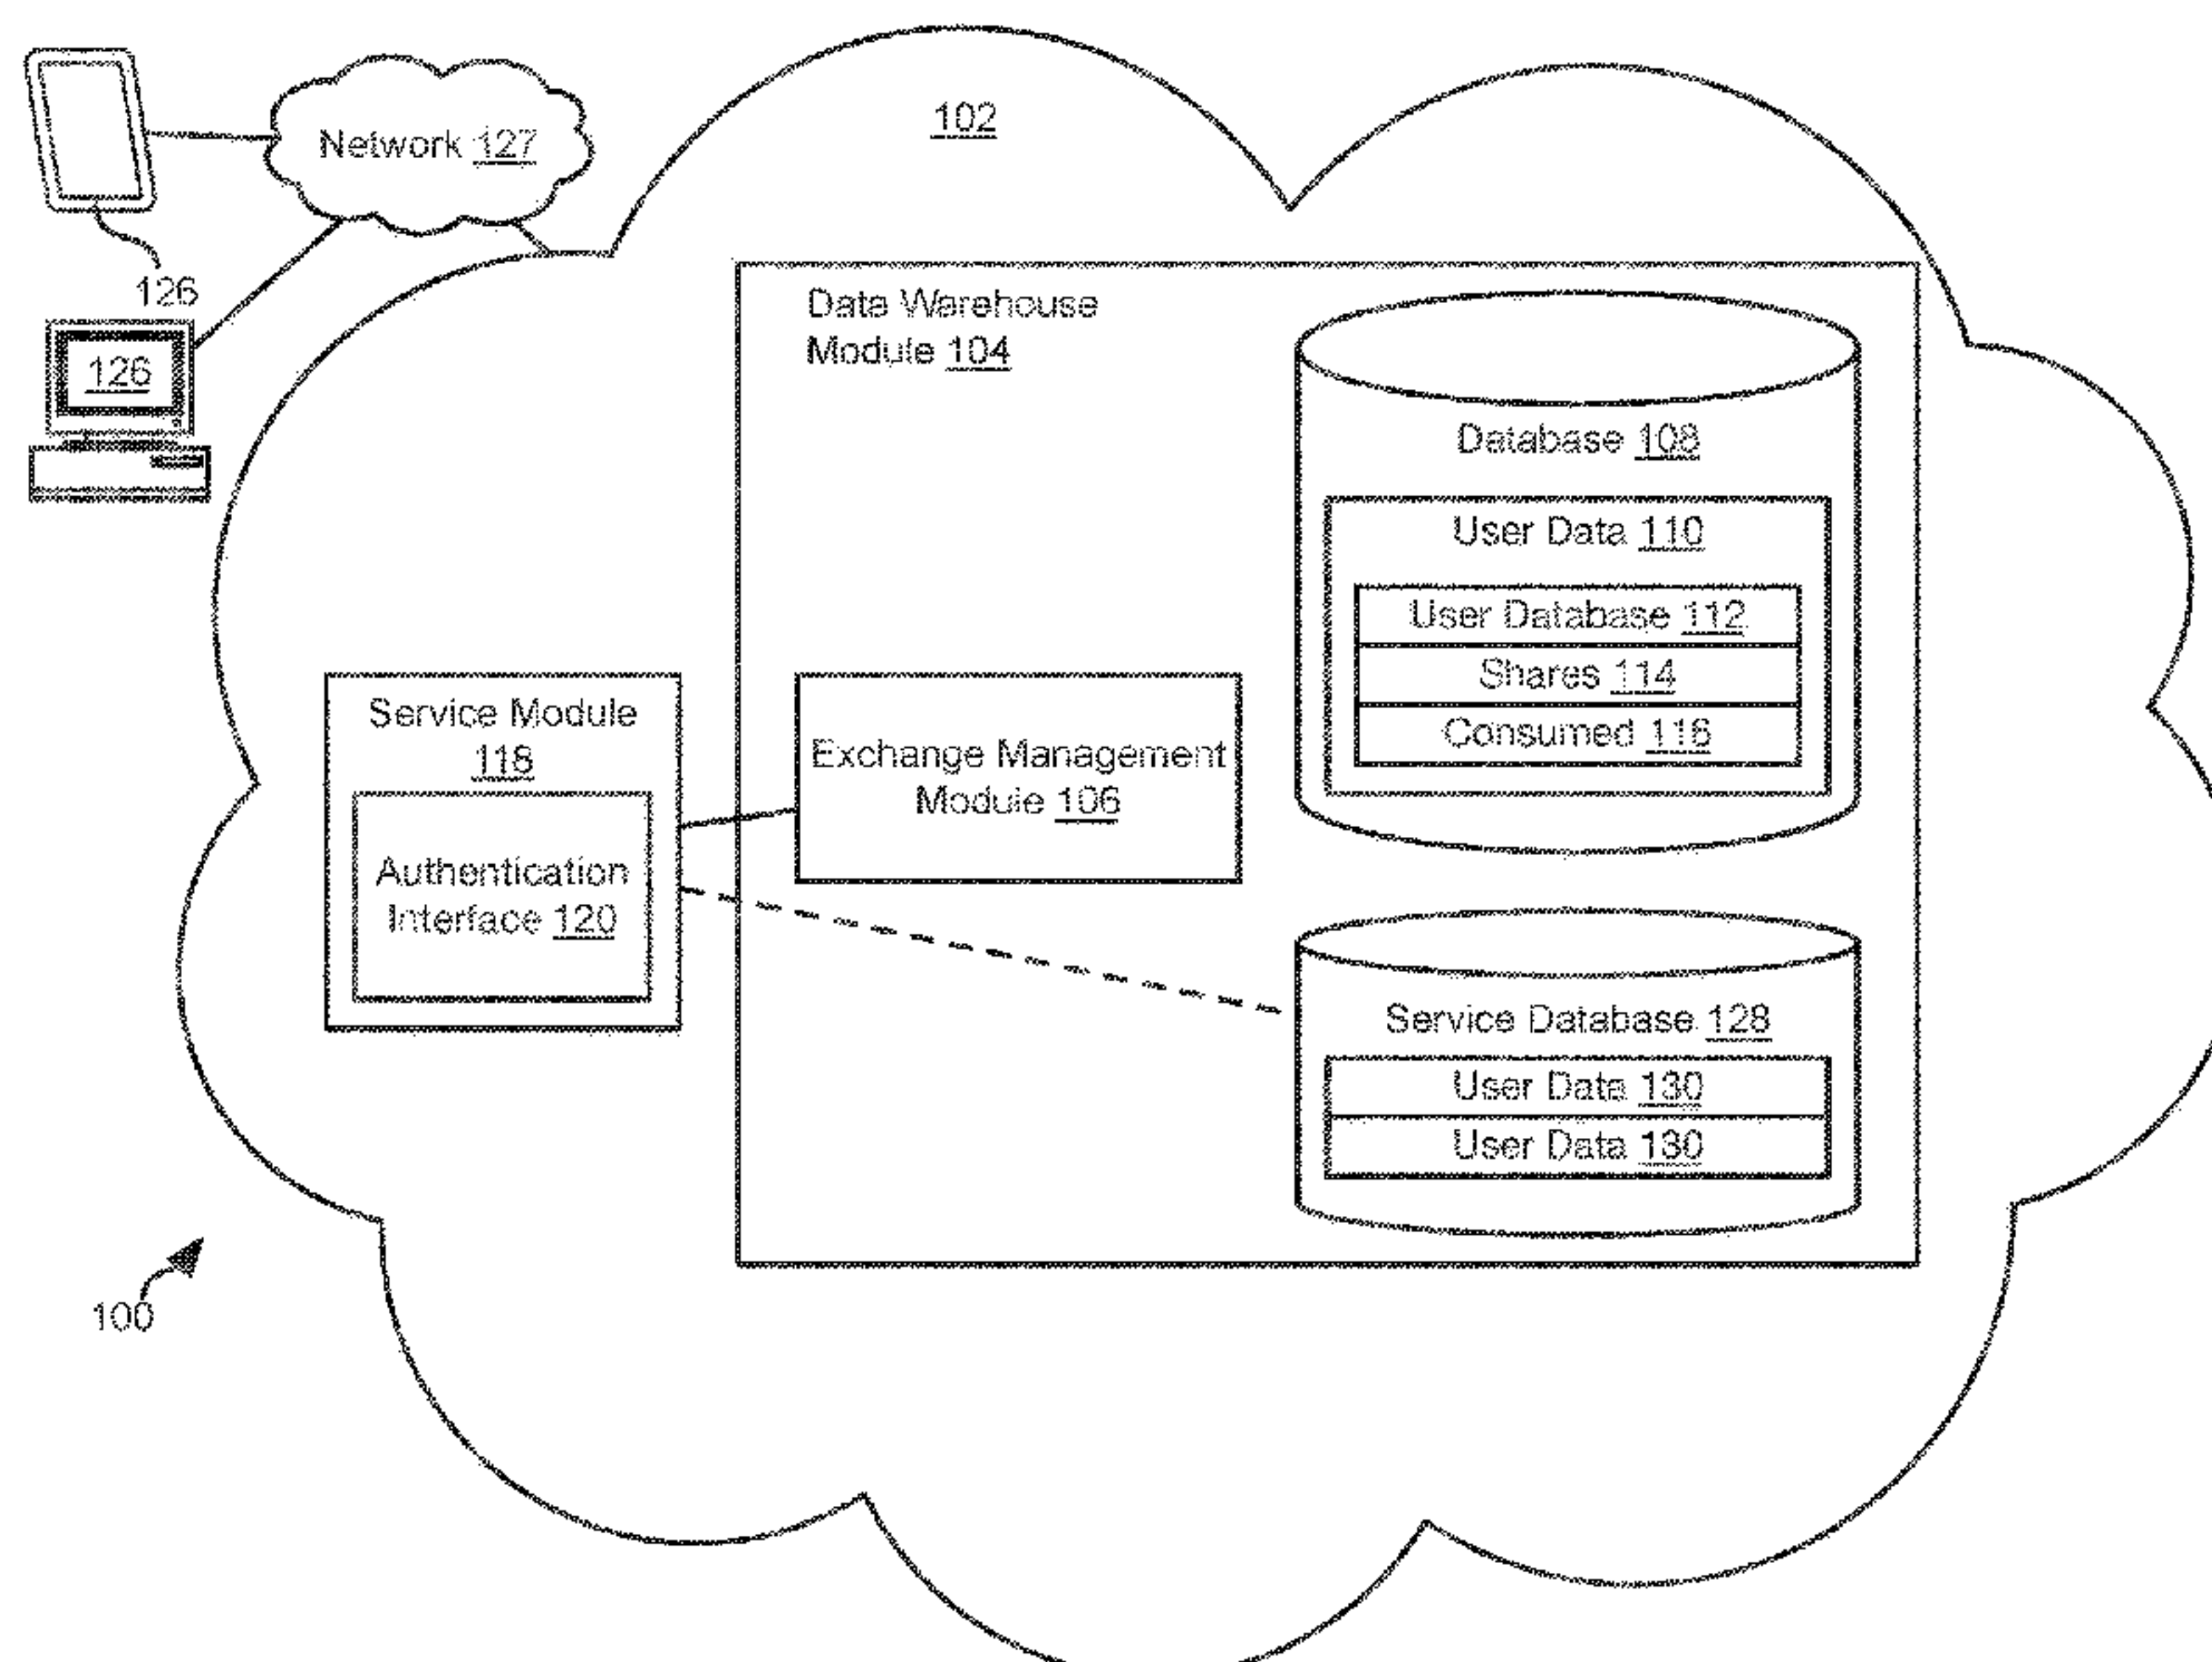 102
Network 127
126
126
Data Warehouse
Module 104
Database 108
User Data 110
User Database 112
Shares 114
Consumed 116
Service Module
118
Authentication
Interface 120
Exchange Management
Module 106
Service Database 128
User Data 130
User Data 130
100